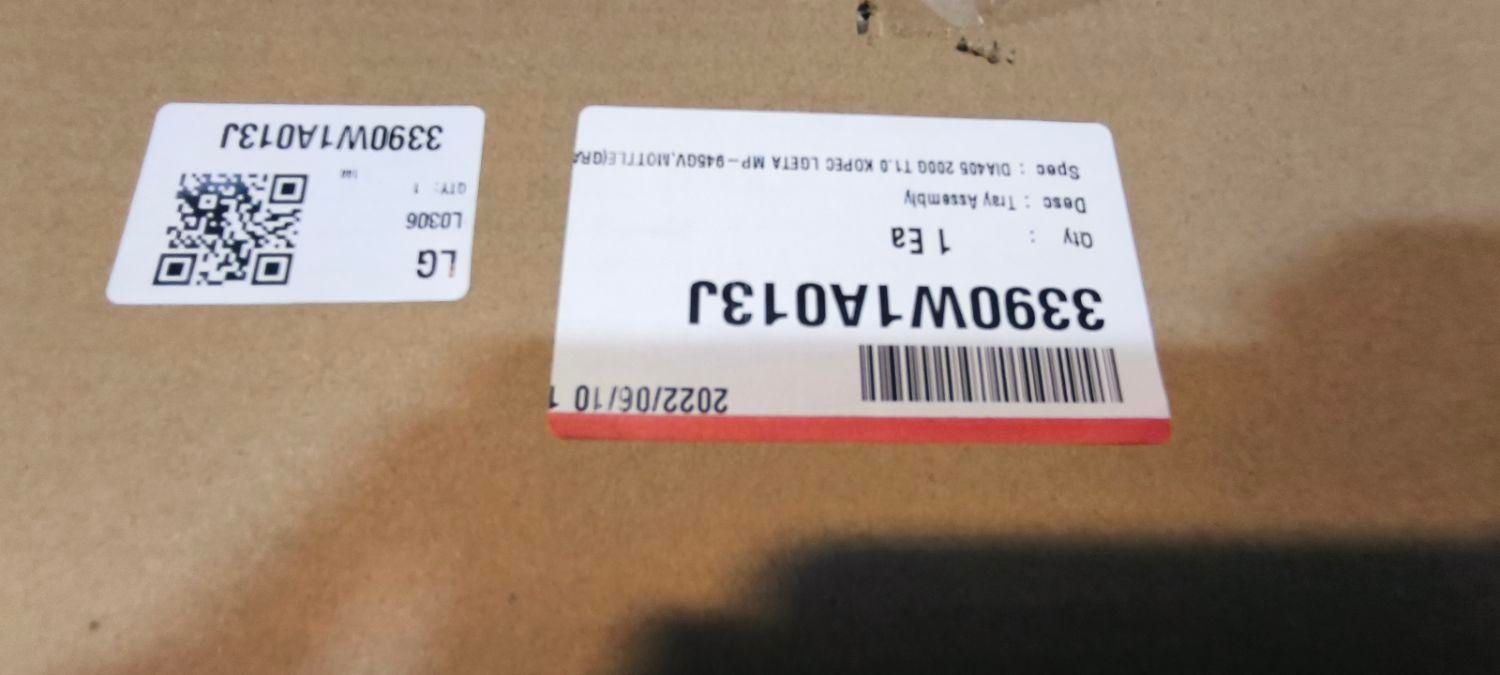 2022/06/10 1
3390W1A013J
Qty : 1 Ea
Desc : Tray Assembly
Spec : DIA405 200G T1.0 KOPEC LGETA MP-945GV,MOTTLE(GRA
LG
L0306
QTY: 1
3390W1A013J